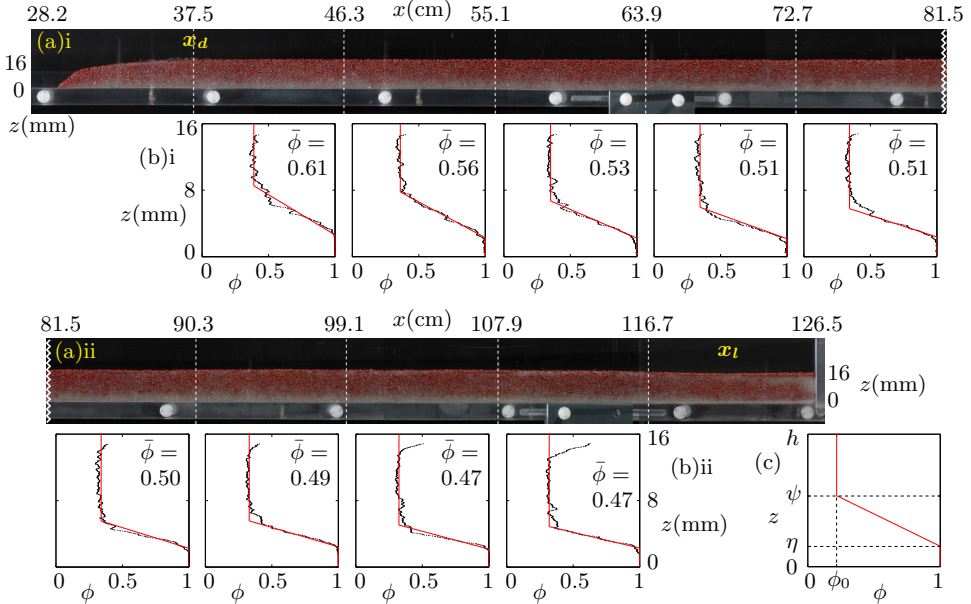 28.2 37.5 46.3 x(cm) 55.1 63.9 72.7 81.5
(a)i x_d
16
0
z(mm)
(b)i
16
8
z(mm)
0
ϕ̄ = 0.61
ϕ̄ = 0.56
ϕ̄ = 0.53
ϕ̄ = 0.51
ϕ̄ = 0.51
0 0.5 1 0 0.5 1 0 0.5 1 0 0.5 1 0 0.5 1
ϕ ϕ ϕ ϕ ϕ
81.5 90.3 99.1 x(cm) 107.9 116.7 126.5
(a)ii x_l
16
0
z(mm)
ϕ̄ = 0.50
ϕ̄ = 0.49
ϕ̄ = 0.47
ϕ̄ = 0.47
16
(b)ii
8
z(mm)
0
0 0.5 1 0 0.5 1 0 0.5 1 0 0.5 1
ϕ ϕ ϕ ϕ
(c)
h
ψ
z
η
0
0 ϕ₀ ϕ 1